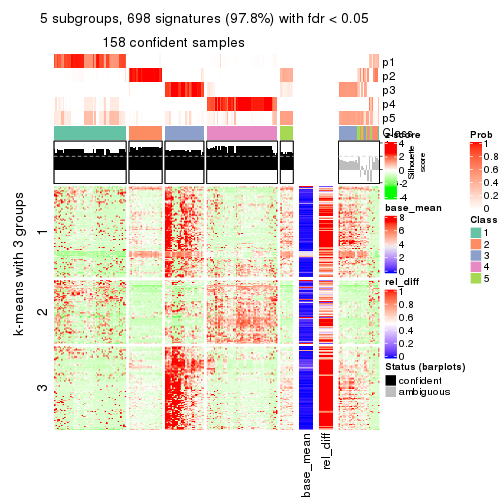 5 subgroups, 698 signatures (97.8%) with fdr < 0.05
158 confident samples
p1
p2
p3
p4
p5
Class
Silhouette
score
k-means with 3 groups
1
2
3
base_mean
rel_diff
z-score
4
2
0
-2
-4
base_mean
8
6
4
2
0
rel_diff
1
0.8
0.6
0.4
0.2
0
Status (barplots)
confident
ambiguous
Prob
1
0.8
0.6
0.4
0.2
0
Class
1
2
3
4
5